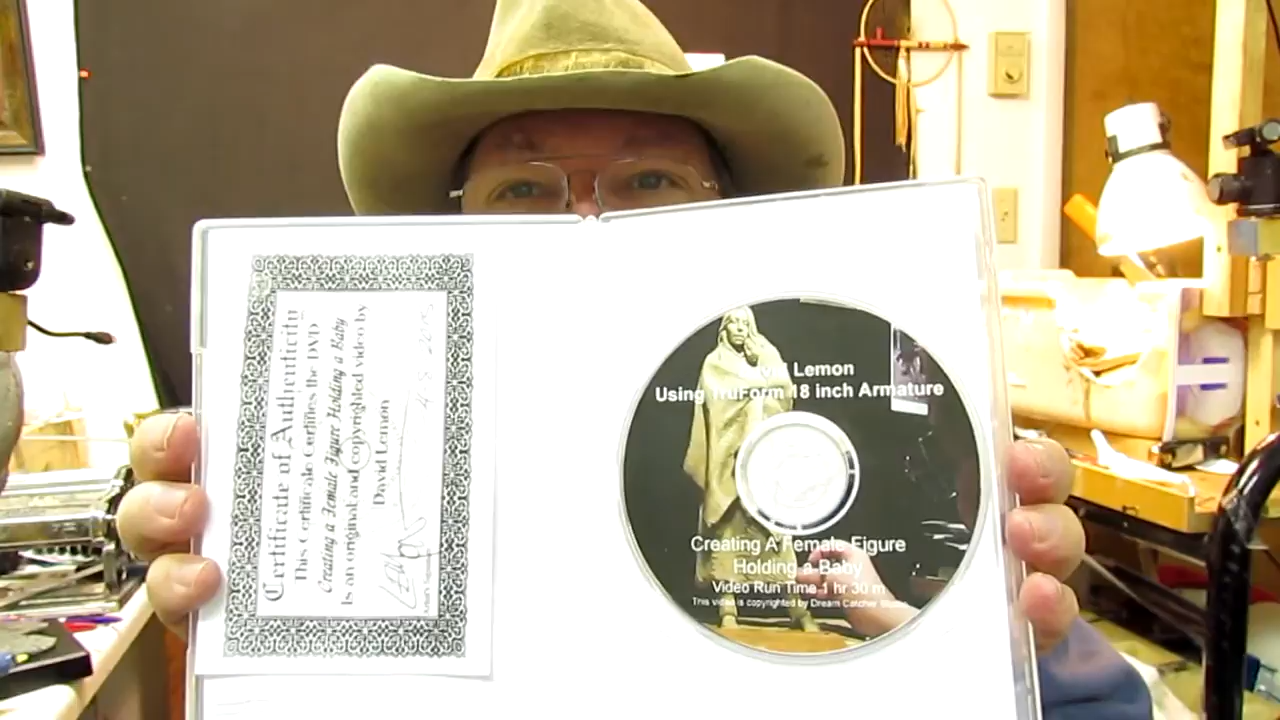 Certificate of Authenticity
This Certificate Certifies the DVD
Creating a Female Figure Holding a Baby
Is an original and copyrighted video by
David Lemon
Lemon
Using TruForm 18 inch Armature
Creating A Female Figure
Holding a Baby
Video Run Time 1 hr 30 m
This video is copyrighted by Dream Catcher